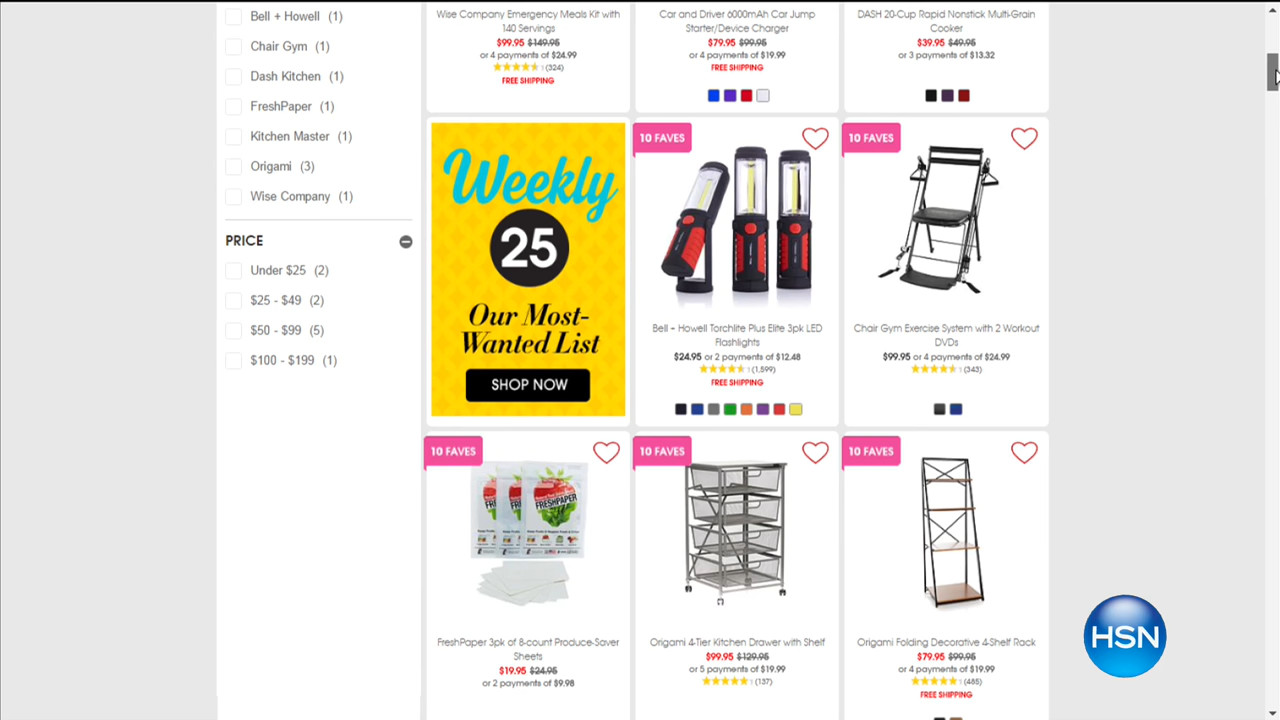 Bell + Howell (1)
Chair Gym (1)
Dash Kitchen (1)
FreshPaper (1)
Kitchen Master (1)
Origami (3)
Wise Company (1)
PRICE
Under $25 (2)
$25 - $49 (2)
$50 - $99 (5)
$100 - $199 (1)
Wise Company Emergency Meals Kit with
140 Servings
$99.95 $149.95
or 4 payments of $24.99
(324)
FREE SHIPPING
Car and Driver 6000mAh Car Jump
Starter/Device Charger
$79.95 $99.95
or 4 payments of $19.99
FREE SHIPPING
DASH 20-Cup Rapid Nonstick Multi-Grain
Cooker
$39.95 $49.95
or 3 payments of $13.32
Weekly
25
Our Most-
Wanted List
SHOP NOW
10 FAVES
Bell + Howell Torchlite Plus Elite 3pk LED
Flashlights
$24.95 or 2 payments of $12.48
(1,599)
FREE SHIPPING
10 FAVES
Chair Gym Exercise System with 2 Workout
DVDs
$99.95 or 4 payments of $24.99
(343)
10 FAVES
FRESHPAPER
FreshPaper 3pk of 8-count Produce-Saver
Sheets
$19.95 $24.95
or 2 payments of $9.98
10 FAVES
Origami 4-Tier Kitchen Drawer with Shelf
$99.95 $129.95
or 5 payments of $19.99
(137)
10 FAVES
Origami Folding Decorative 4-Shelf Rack
$79.95 $99.95
or 4 payments of $19.99
(485)
FREE SHIPPING
HSN